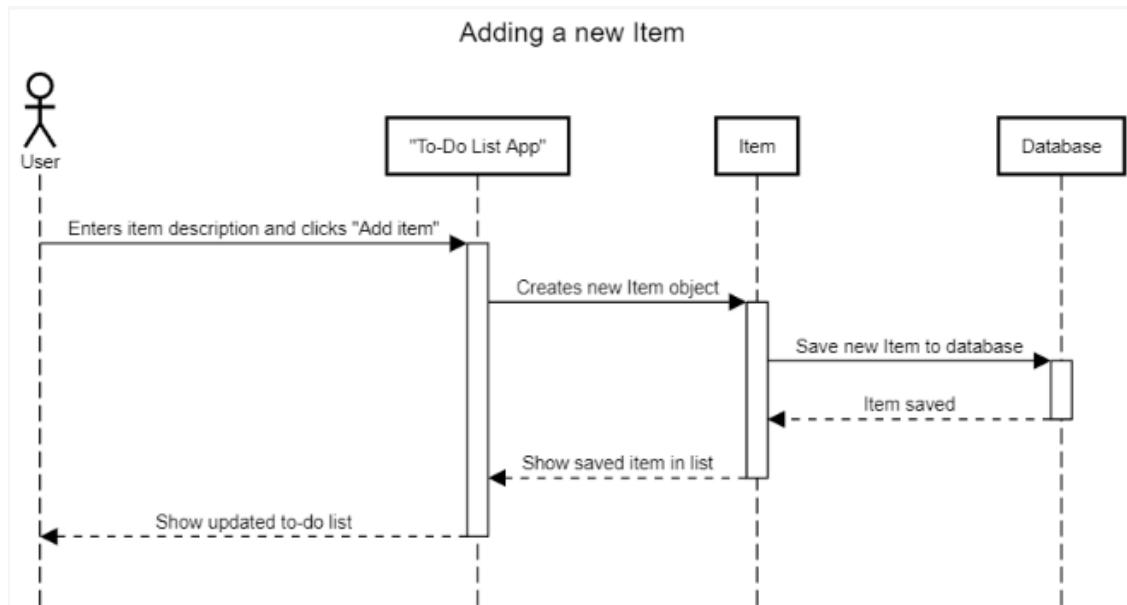 Adding a new Item
User
"To-Do List App"
Item
Database
Enters item description and clicks "Add item"
Creates new Item object
Save new Item to database
Item saved
Show saved item in list
Show updated to-do list